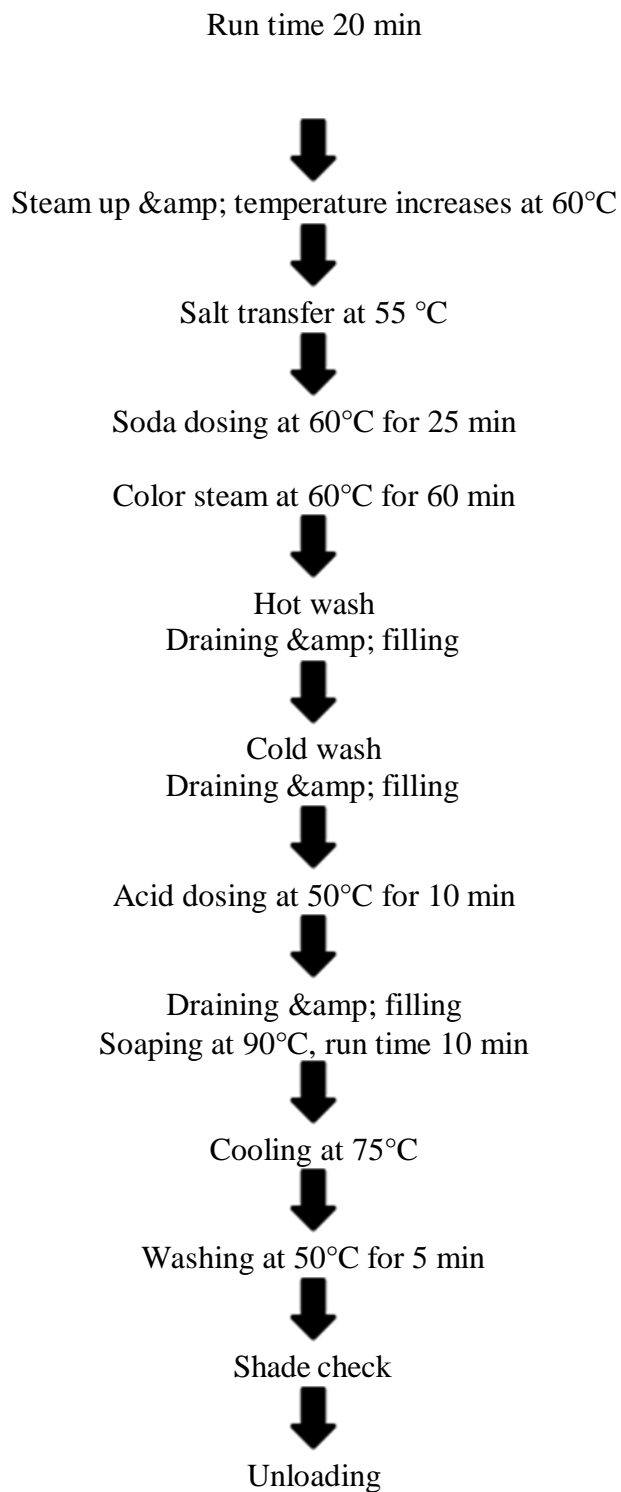 Run time 20 min
Steam up &amp; temperature increases at 60°C
Salt transfer at 55 °C
Soda dosing at 60°C for 25 min
Color steam at 60°C for 60 min
Hot wash
Draining &amp; filling
Cold wash
Draining &amp; filling
Acid dosing at 50°C for 10 min
Draining &amp; filling
Soaping at 90°C, run time 10 min
Cooling at 75°C
Washing at 50°C for 5 min
Shade check
Unloading